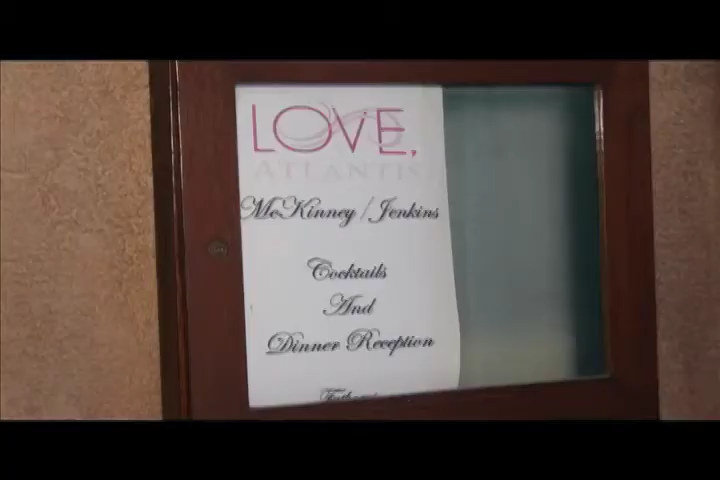 LOVE,
ATLANTIS
McKinney / Jenkins
Cocktails
And
Dinner Reception